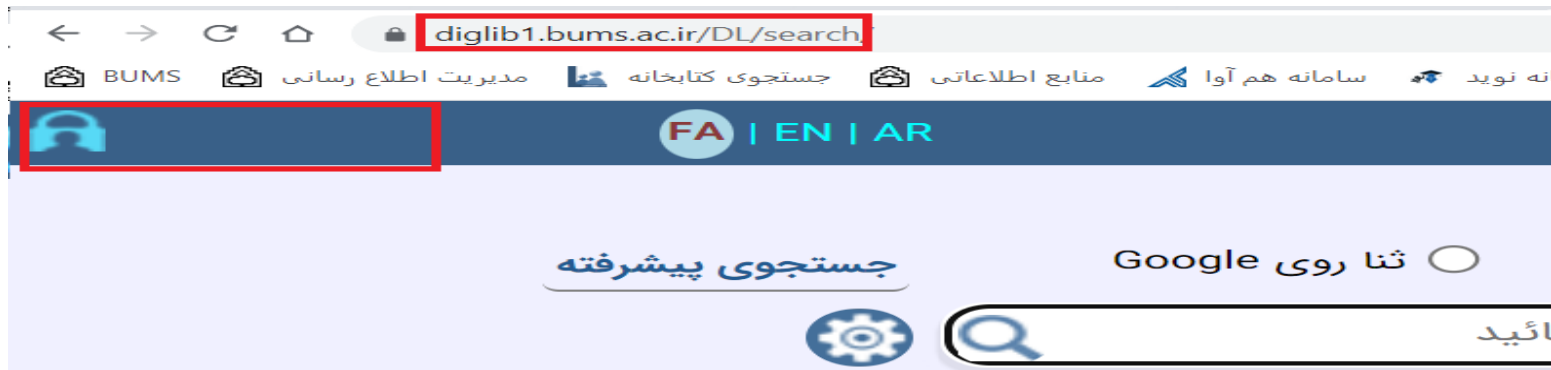 diglib1.bums.ac.ir/DL/search/
BUMS مدیریت اطلاع رسانی جستجوی کتابخانه منابع اطلاعاتی سامانه هم آوا نوید
FA | EN | AR
جستجوی پیشرفته ثنا روی Google